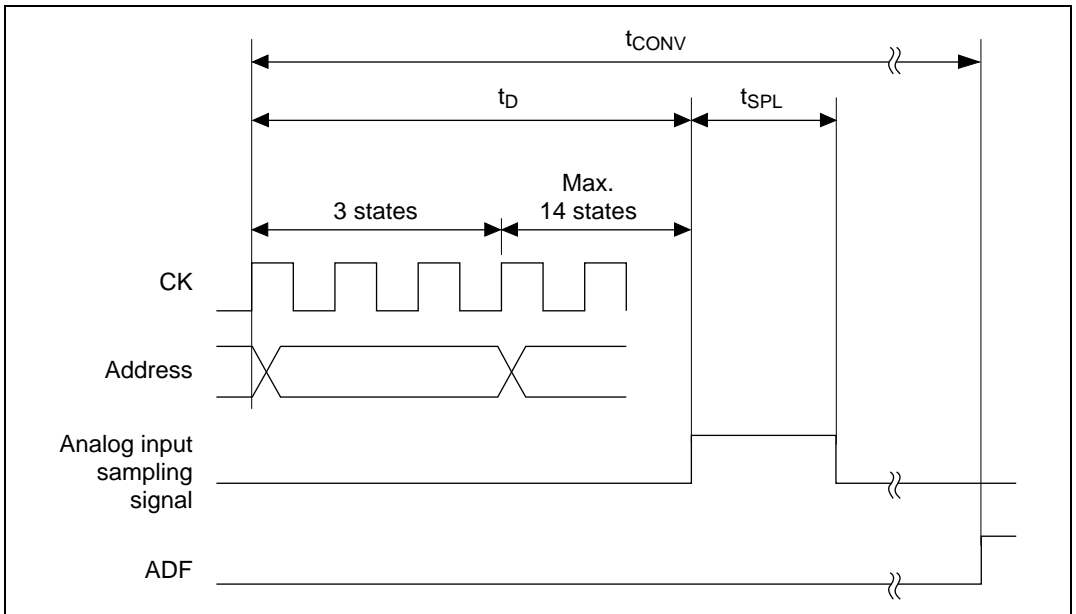 tCONV
tD
tSPL
Max.
3 states
14 states
CK
Address
Analog input
sampling
signal
ADF